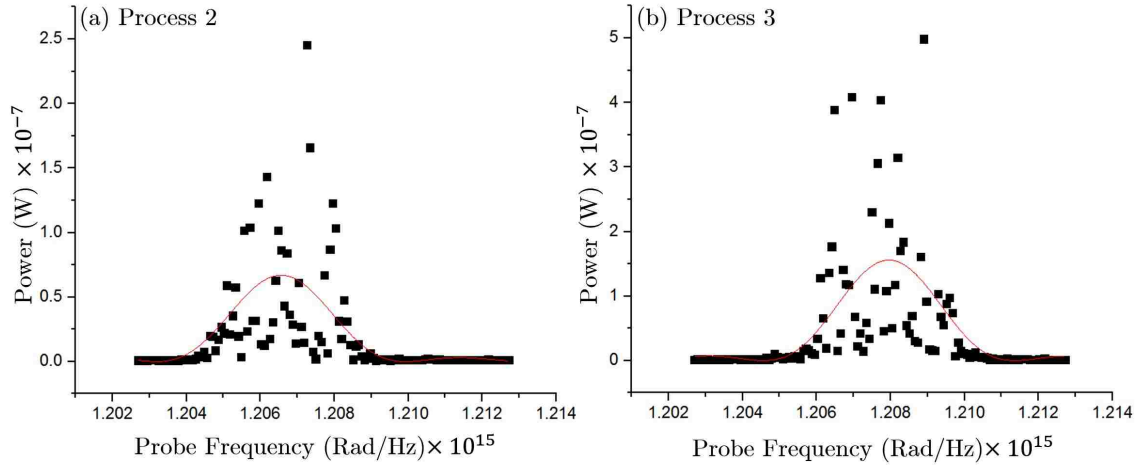 (a) Process 2
2.5
2.0
1.5
1.0
0.5
0.0
Power (W) × 10⁻⁷
1.202 1.204 1.206 1.208 1.210 1.212 1.214
Probe Frequency (Rad/Hz)× 10¹⁵
(b) Process 3
5
4
3
2
1
0
Power (W) × 10⁻⁷
1.202 1.204 1.206 1.208 1.210 1.212 1.214
Probe Frequency (Rad/Hz)× 10¹⁵